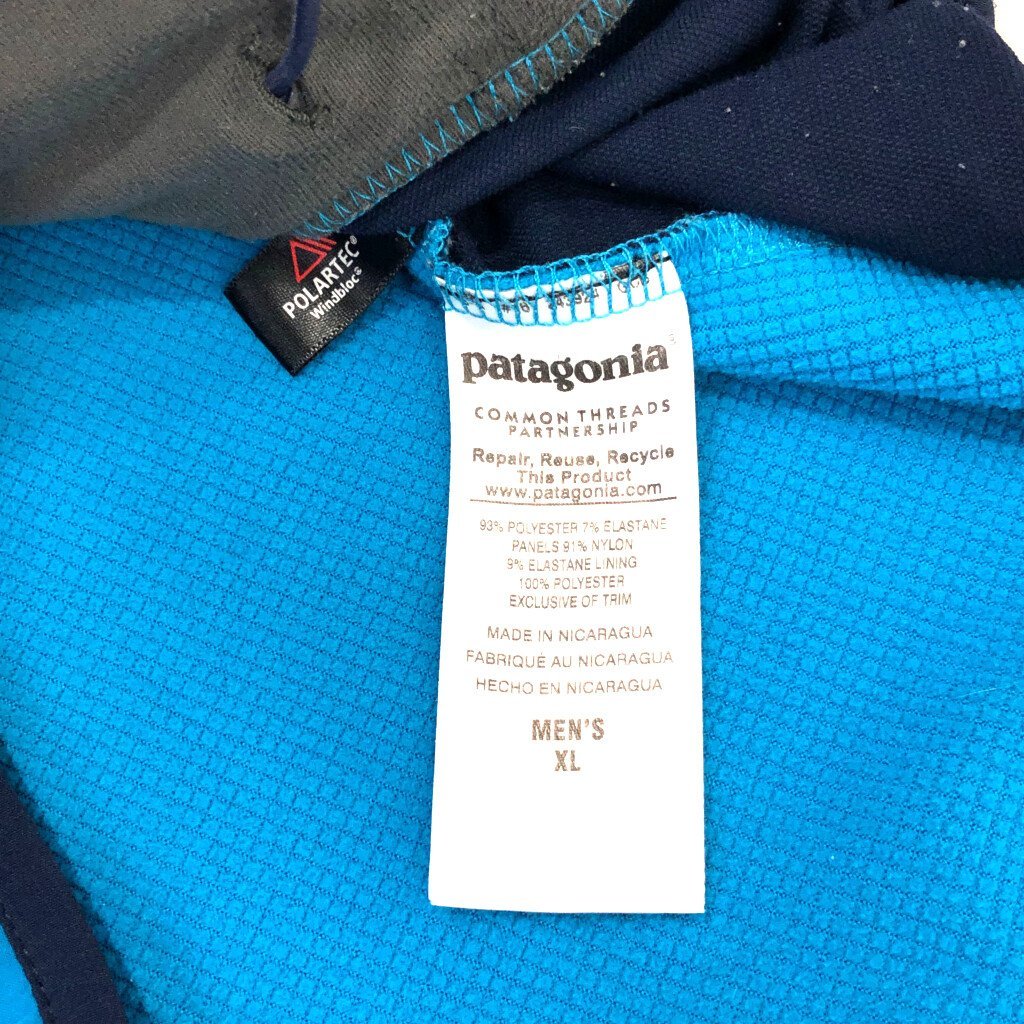 POLARTEC®
Windbloc®
patagonia®
COMMON THREADS
PARTNERSHIP
Repair, Reuse, Recycle
This Product
www.patagonia.com
93% POLYESTER 7% ELASTANE
PANELS 91% NYLON
9% ELASTANE LINING
100% POLYESTER
EXCLUSIVE OF TRIM
MADE IN NICARAGUA
FABRIQUÉ AU NICARAGUA
HECHO EN NICARAGUA
MEN'S
XL